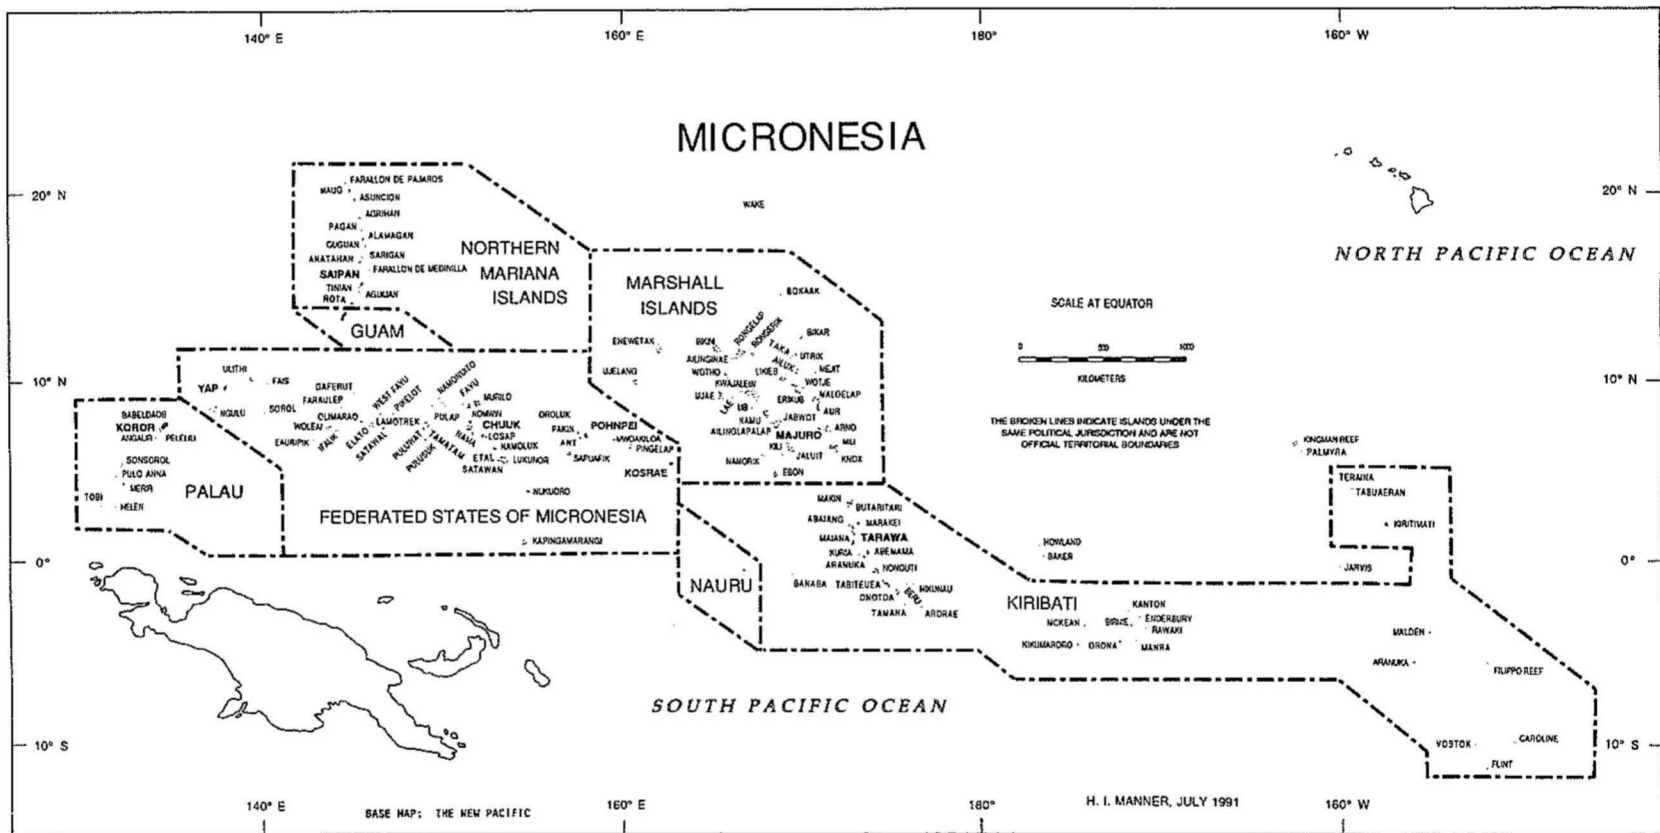 140° E
160° E
180°
160° W
MICRONESIA
20° N
20° N
FARALLON DE PAJAROS
MAUG
ASUNCION
AGRIHAN
PAGAN
ALAMAGAN
GUGUAN
SARIGAN
ANATAHAN
FARALLON DE MEDINILLA
SAIPAN
TINIAN
AGUIJAN
ROTA
NORTHERN
MARIANA
ISLANDS
GUAM
WAKE
NORTH PACIFIC OCEAN
MARSHALL
ISLANDS
BOKAAK
ENEWETAK
BIKINI
RONGELAP
RONGERIK
TAKA
BIKAR
UTRIK
AILINGINAE
AILUK
MEJIT
UJELANG
WOTHO
LIKIEB
WOTJE
KWAJALEIN
MALOELAP
UJAE
LAE
LIB
ERIKUB
AUR
NAMU
JABWOT
AILINGLAPALAP
ARNO
MAJURO
MILI
KILI
JALUIT
KNOX
NAMORIK
EBON
SCALE AT EQUATOR
0
500
1000
KILOMETERS
THE BROKEN LINES INDICATE ISLANDS UNDER THE
SAME POLITICAL JURISDICTION AND ARE NOT
OFFICIAL TERRITORIAL BOUNDARIES
10° N
10° N
ULITHI
YAP
FAIS
NGULU
SOROL
GAFERUT
FARAULEP
WEST FAYU
PIKELOT
NAMONUITO
FAYU
MURILO
OLIMARAO
WOLEAI
LAMOTREK
PULAP
NOMWIN
CHUUK
EAURIPIK
IFALIK
ELATO
SATAWAL
PULUWAT
PULUSUK
TAMATAM
NAMA
LOSAP
NAMOLUK
ETAL
LUKUNOR
SATAWAN
OROLUK
PAKIN
POHNPEI
ANT
MWOAKILOA
PINGELAP
SAPUAFIK
KOSRAE
NUKUORO
FEDERATED STATES OF MICRONESIA
KAPINGAMARANGI
BABELDAOB
KOROR
ANGAUR
PELELIU
SONSOROL
PULO ANNA
MERIR
TOBI
HELEN
PALAU
KINGMAN REEF
PALMYRA
TERAINA
TABUAERAN
KIRITIMATI
JARVIS
MAKIN
BUTARITARI
ABAIANG
MARAKEI
MAIANA
TARAWA
KURIA
ABEMAMA
ARANUKA
NONOUTI
BANABA
TABITEUEA
BERU
NIKUNAU
ONOTOA
TAMANA
ARORAE
HOWLAND
BAKER
0°
0°
NAURU
KIRIBATI
KANTON
ENDERBURY
MCKEAN
BIRNIE
RAWAKI
NIKUMARORO
ORONA
MANRA
MALDEN
ARANUKA
FILIPPO REEF
SOUTH PACIFIC OCEAN
10° S
10° S
VOSTOK
CAROLINE
FLINT
140° E
160° E
180°
160° W
BASE MAP: THE NEW PACIFIC
H. I. MANNER, JULY 1991